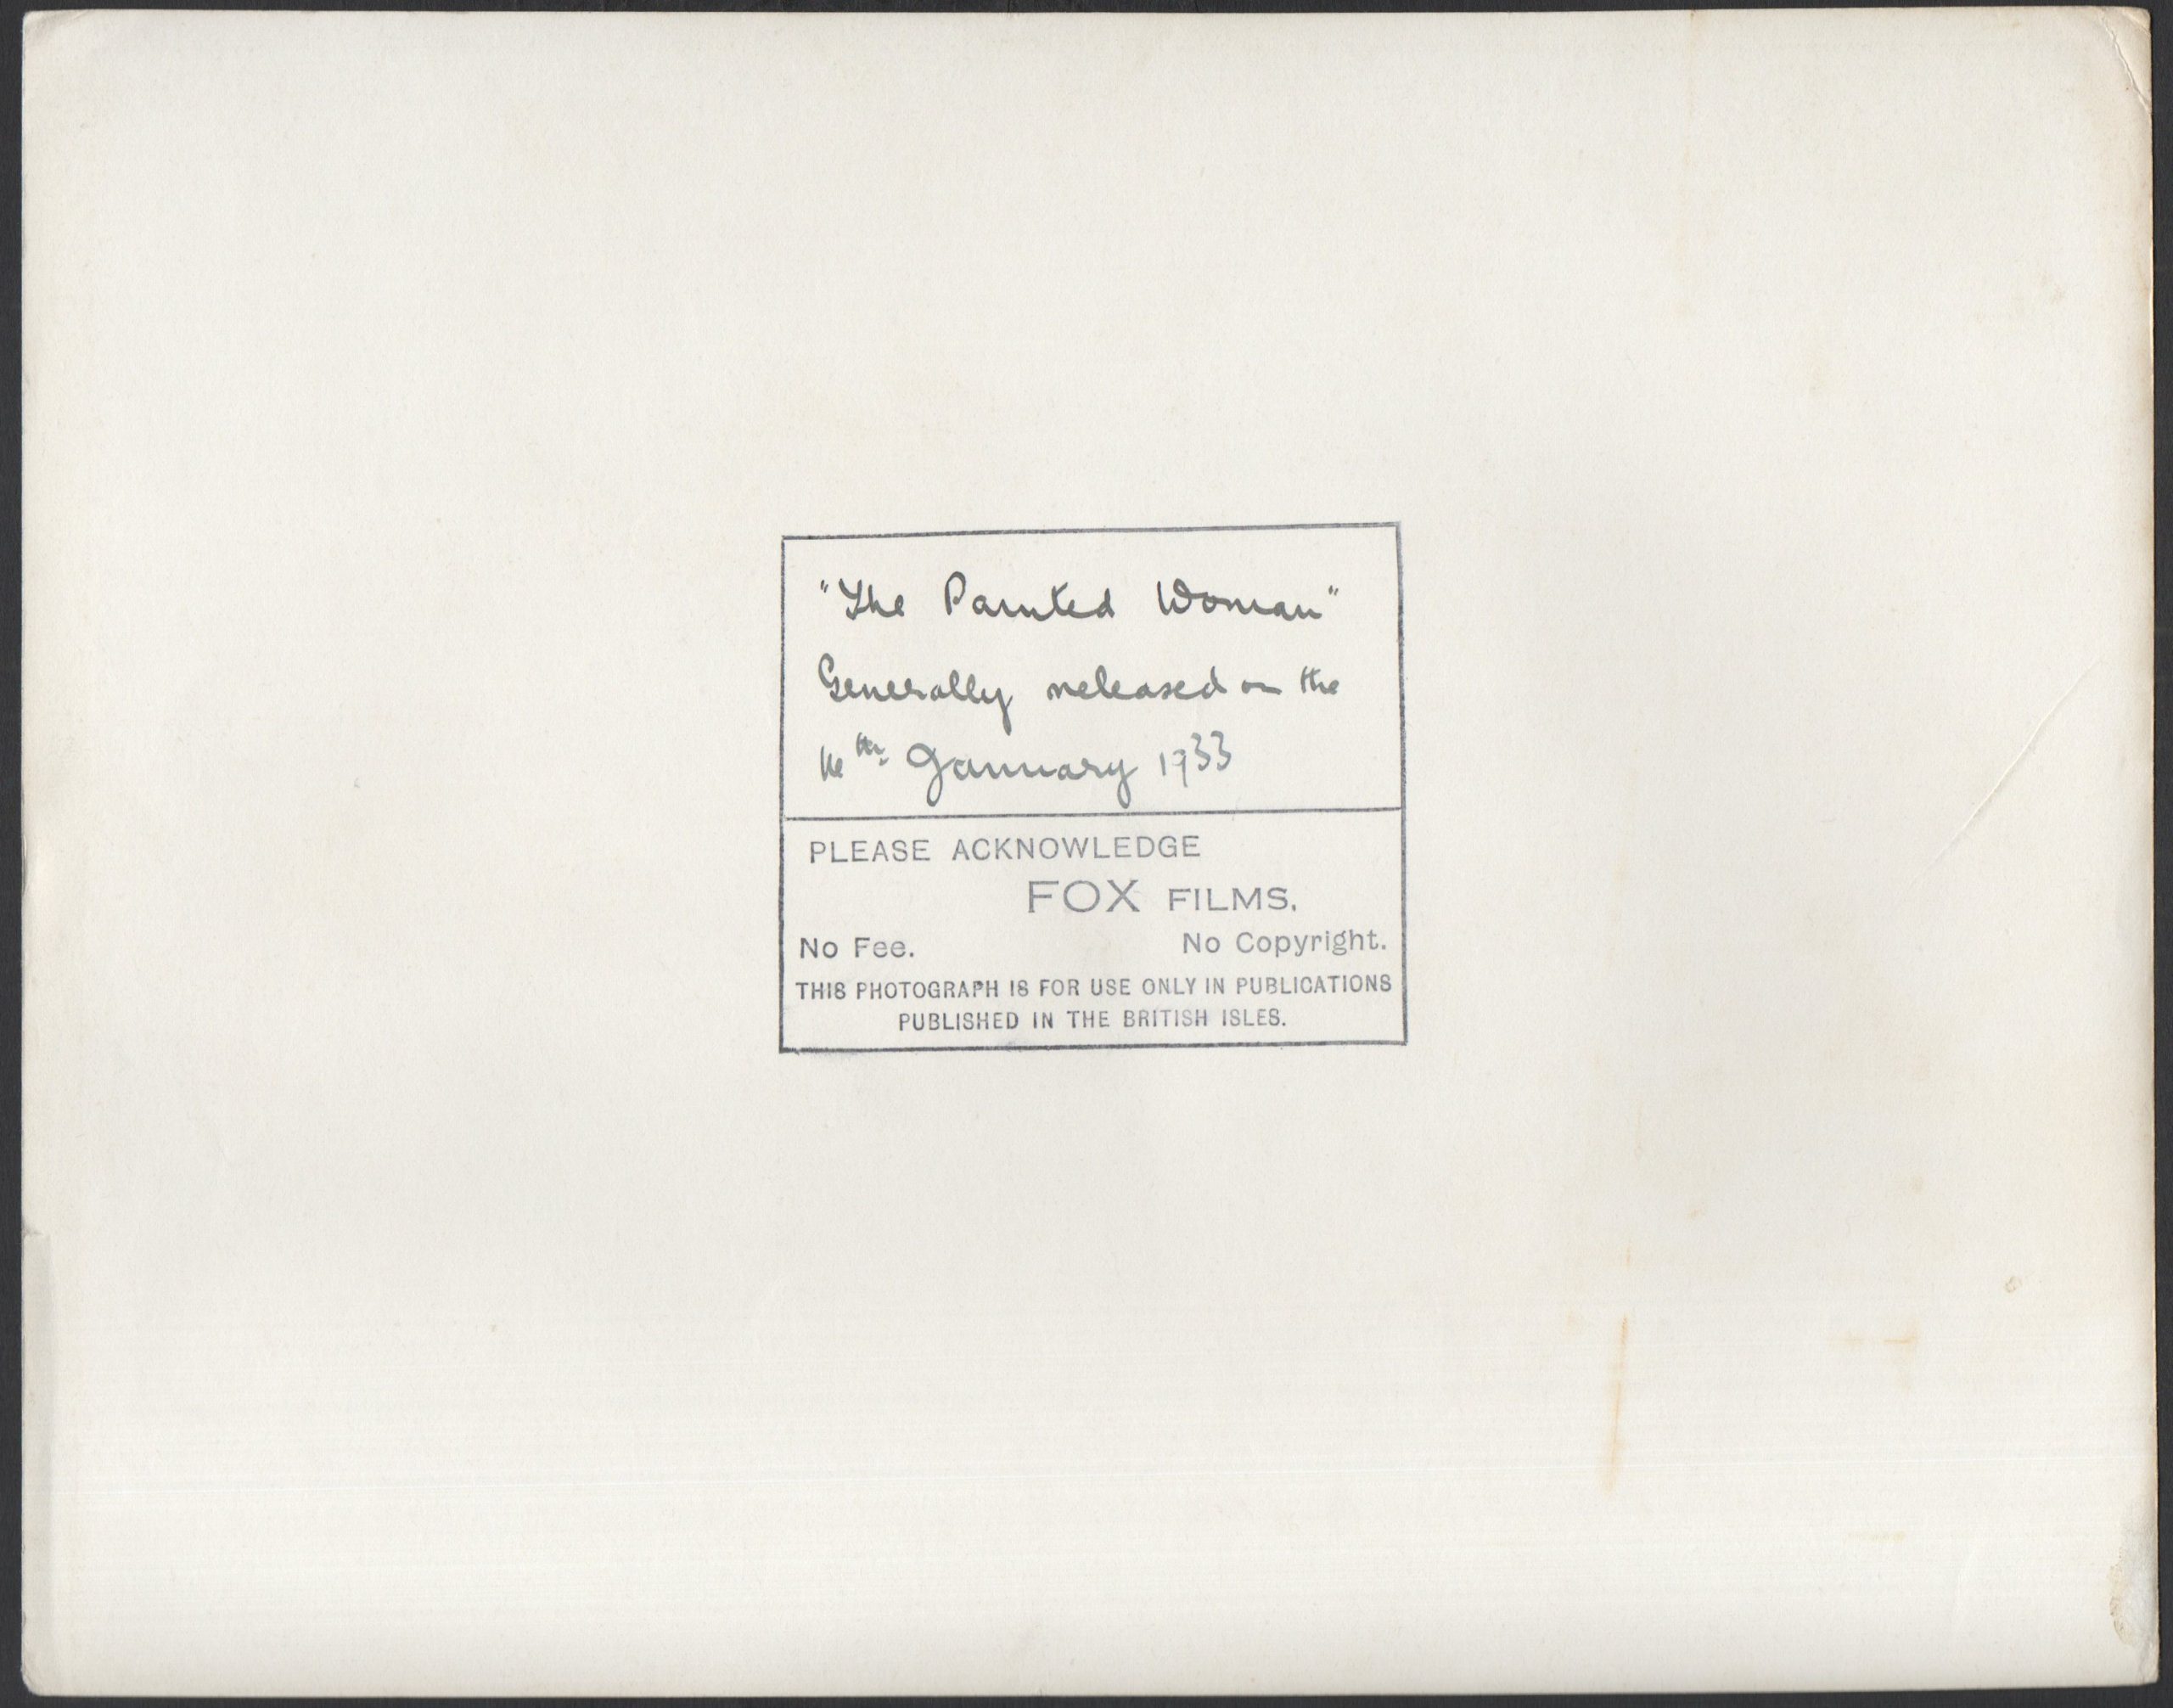 "The Painted Woman"
Generally released on the
16th January 1933
PLEASE ACKNOWLEDGE
FOX FILMS.
No Fee. No Copyright.
THIS PHOTOGRAPH IS FOR USE ONLY IN PUBLICATIONS
PUBLISHED IN THE BRITISH ISLES.